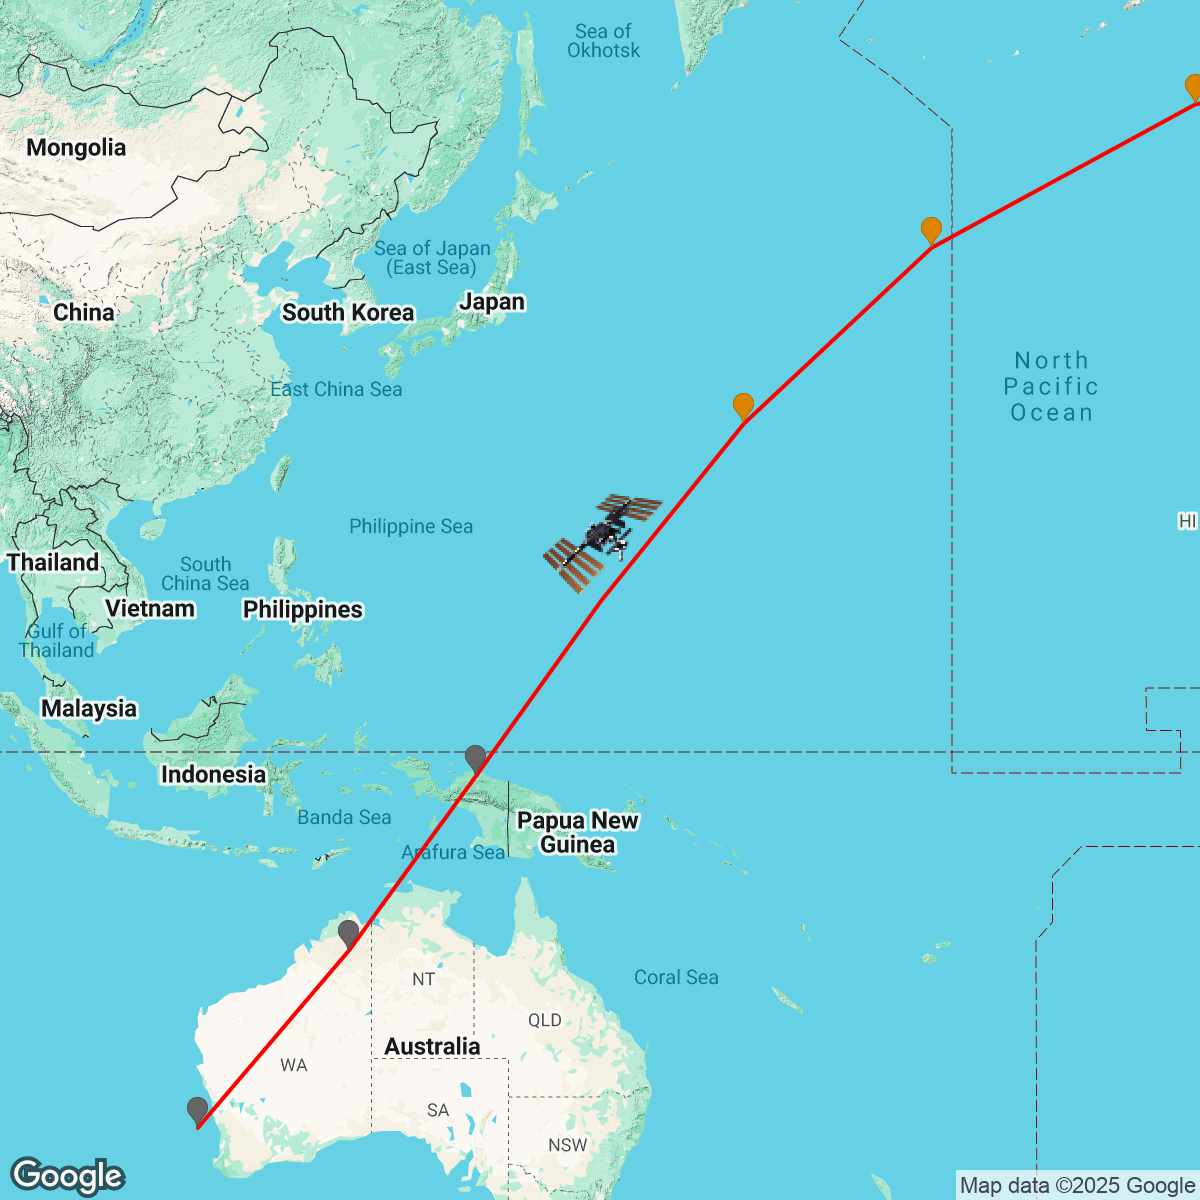 Sea of
Okhotsk
Mongolia
Sea of Japan
(East Sea)
Japan
China
South Korea
North
Pacific
Ocean
East China Sea
Philippine Sea
HI
Thailand
South
China Sea
Vietnam
Philippines
Gulf of
Thailand
Malaysia
Indonesia
Banda Sea
Papua New
Guinea
Arafura Sea
Coral Sea
NT
QLD
Australia
WA
SA
NSW
Google
Map data ©2025 Google